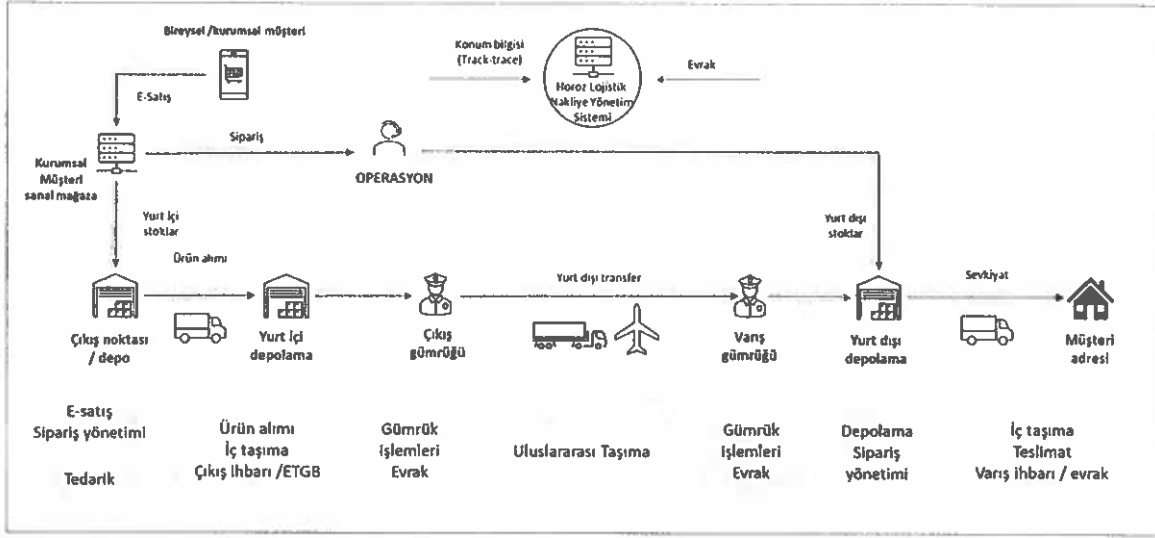 Bireysel /kurumsal müşteri
E-Satış
Konum bilgisi
(Track-trace)
Horoz Lojistik
Nakliye Yönetim
Sistemi
Evrak
Kurumsal
Müşteri
sanal mağaza
Sipariş
OPERASYON
Yurt içi
stoklar
Yurt dışı
stoklar
Ürün alımı
Yurt dışı transfer
Sevkiyat
Çıkış noktası
/ depo
Yurt içi
depolama
Çıkış
gümrüğü
Varış
gümrüğü
Yurt dışı
depolama
Müşteri
adresi
E-satış
Sipariş yönetimi
Tedarik
Ürün alımı
İç taşıma
Çıkış ihbarı /ETGB
Gümrük
işlemleri
Evrak
Uluslararası Taşıma
Gümrük
işlemleri
Evrak
Depolama
Sipariş
yönetimi
İç taşıma
Teslimat
Varış ihbarı / evrak